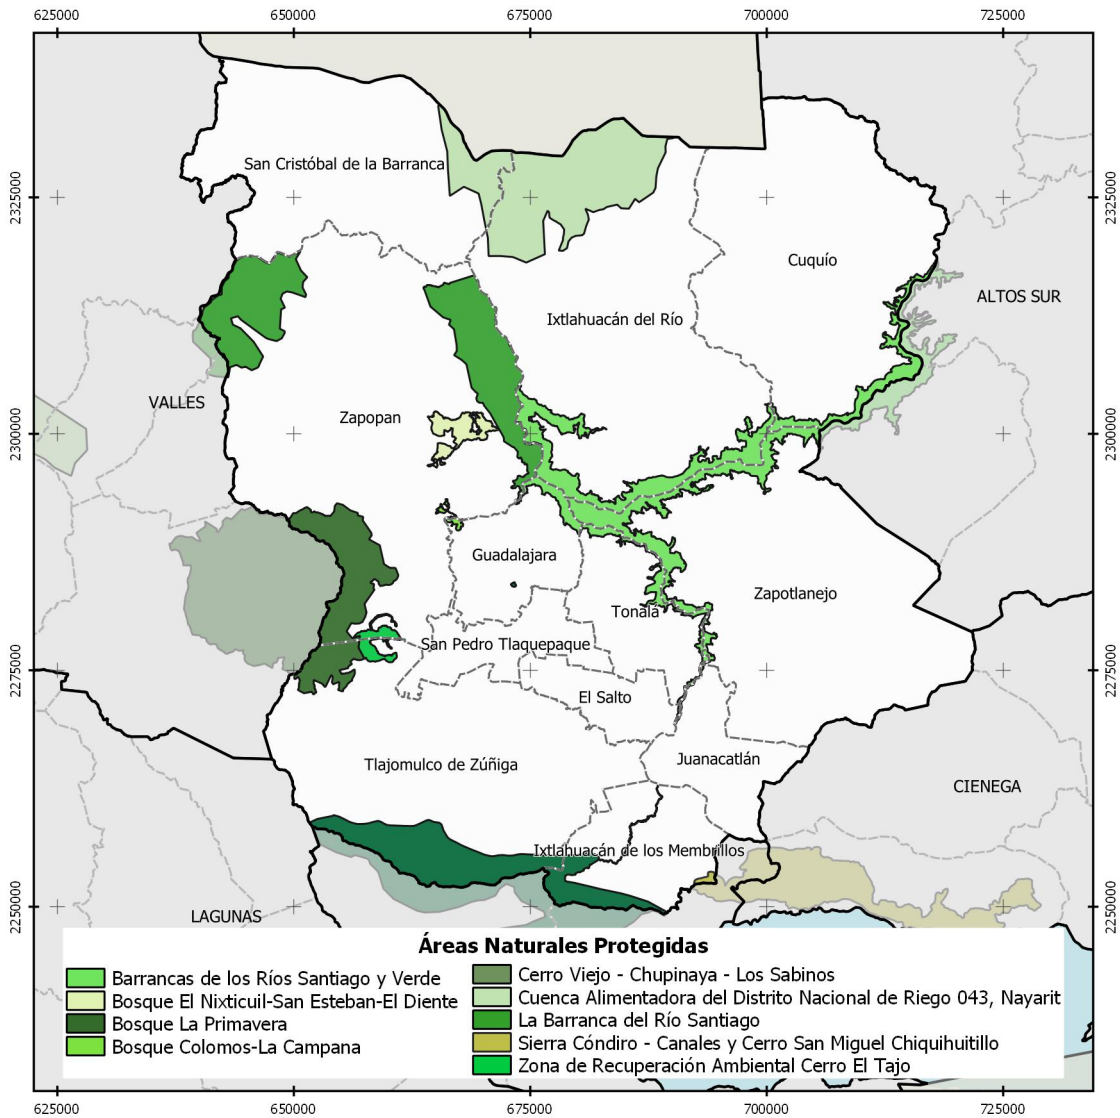 625000 650000 675000 700000 725000
San Cristóbal de la Barranca
2325000 2325000
Cuquío
ALTOS SUR
Ixtlahuacán del Río
VALLES
Zapopan
2300000 2300000
Guadalajara
Zapotlanejo
Tonalá
San Pedro Tlaquepaque
2275000 2275000
El Salto
Juanacatlán
Tlajomulco de Zúñiga
CIENEGA
Ixtlahuacán de los Membrillos
LAGUNAS
2250000 2250000
Áreas Naturales Protegidas
Barrancas de los Ríos Santiago y Verde
Bosque El Nixticuil-San Esteban-El Diente
Bosque La Primavera
Bosque Colomos-La Campana
Cerro Viejo - Chupinaya - Los Sabinos
Cuenca Alimentadora del Distrito Nacional de Riego 043, Nayarit
La Barranca del Río Santiago
Sierra Cóndiro - Canales y Cerro San Miguel Chiquihuitillo
Zona de Recuperación Ambiental Cerro El Tajo
625000 650000 675000 700000 725000